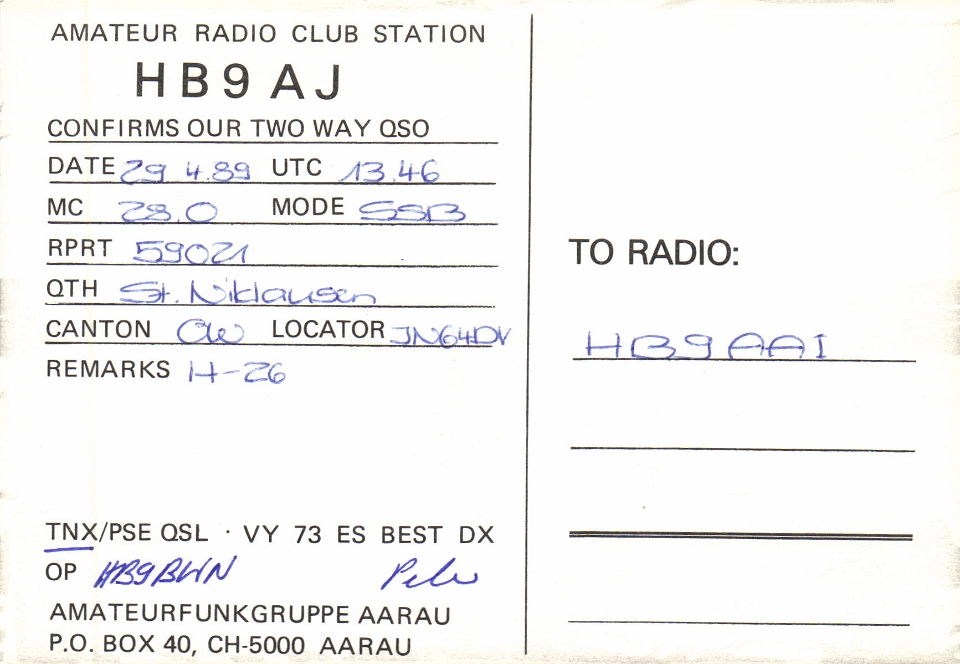 AMATEUR RADIO CLUB STATION
HB9AJ
CONFIRMS OUR TWO WAY QSO
DATE 29 4.89 UTC 13.46
MC 28.0 MODE SSB
RPRT 59021
QTH St. Niklausen
CANTON OW LOCATOR JN64DV
REMARKS H-26
TNX/PSE QSL · VY 73 ES BEST DX
OP HB9BWN Peter
AMATEURFUNKGRUPPE AARAU
P.O. BOX 40, CH-5000 AARAU
TO RADIO:
HB9AAI